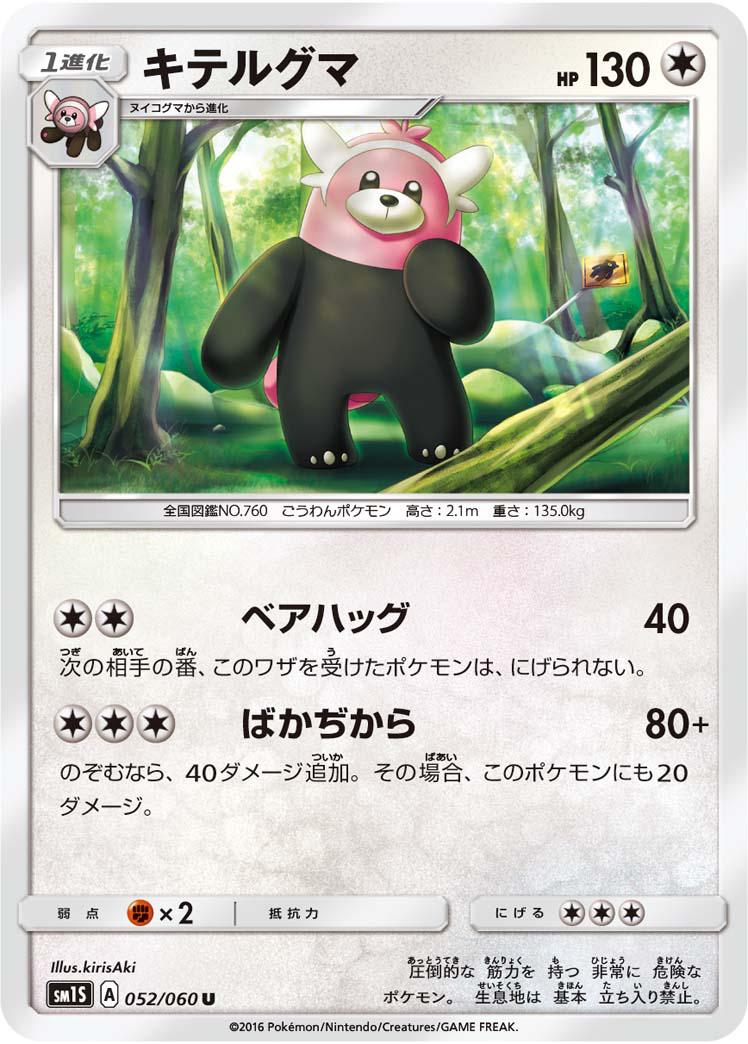 1進化
キテルグマ
HP 130
ヌイコグマから進化
全国図鑑NO.760 ごうわんポケモン 高さ：2.1m 重さ：135.0kg
ベアハッグ 40
次の相手の番、このワザを受けたポケモンは、にげられない。
ばかぢから 80+
のぞむなら、40ダメージ追加。その場合、このポケモンにも20
ダメージ。
弱点 ×2 抵抗力 にげる
Illus.kirisAki
圧倒的な 筋力を 持つ 非常に 危険な
ポケモン。 生息地は 基本 立ち入り禁止。
SM1S A 052/060 U
©2016 Pokémon/Nintendo/Creatures/GAME FREAK.